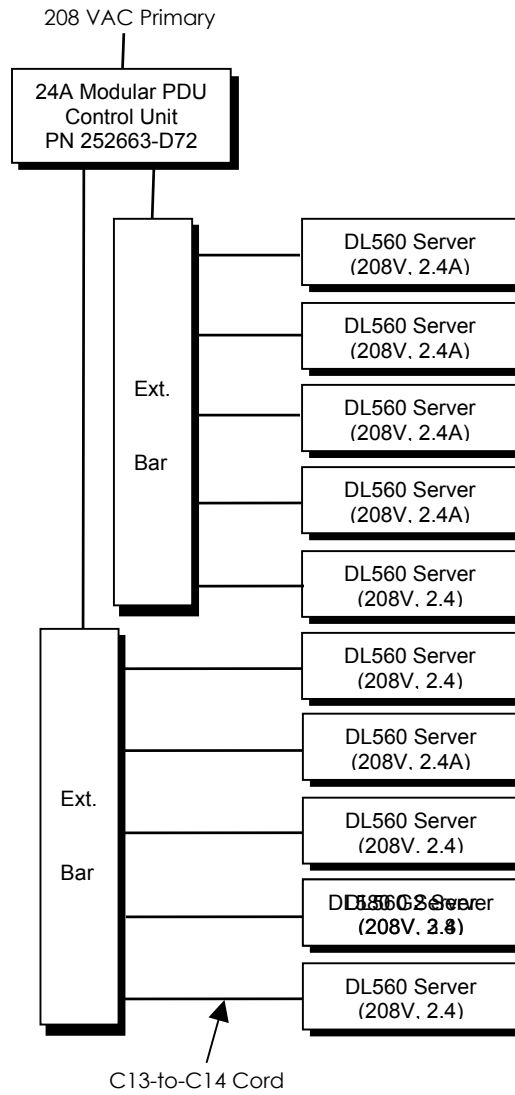 208 VAC Primary
24A Modular PDU
Control Unit
PN 252663-D72
DL560 Server
(208V, 2.4A)
DL560 Server
(208V, 2.4A)
Ext.
Bar
DL560 Server
(208V, 2.4A)
DL560 Server
(208V, 2.4A)
DL560 Server
(208V, 2.4)
DL560 Server
(208V, 2.4)
DL560 Server
(208V, 2.4A)
Ext.
Bar
DL560 Server
(208V, 2.4)
Server
(208V,
DL560 Server
(208V, 2.4)
C13-to-C14 Cord